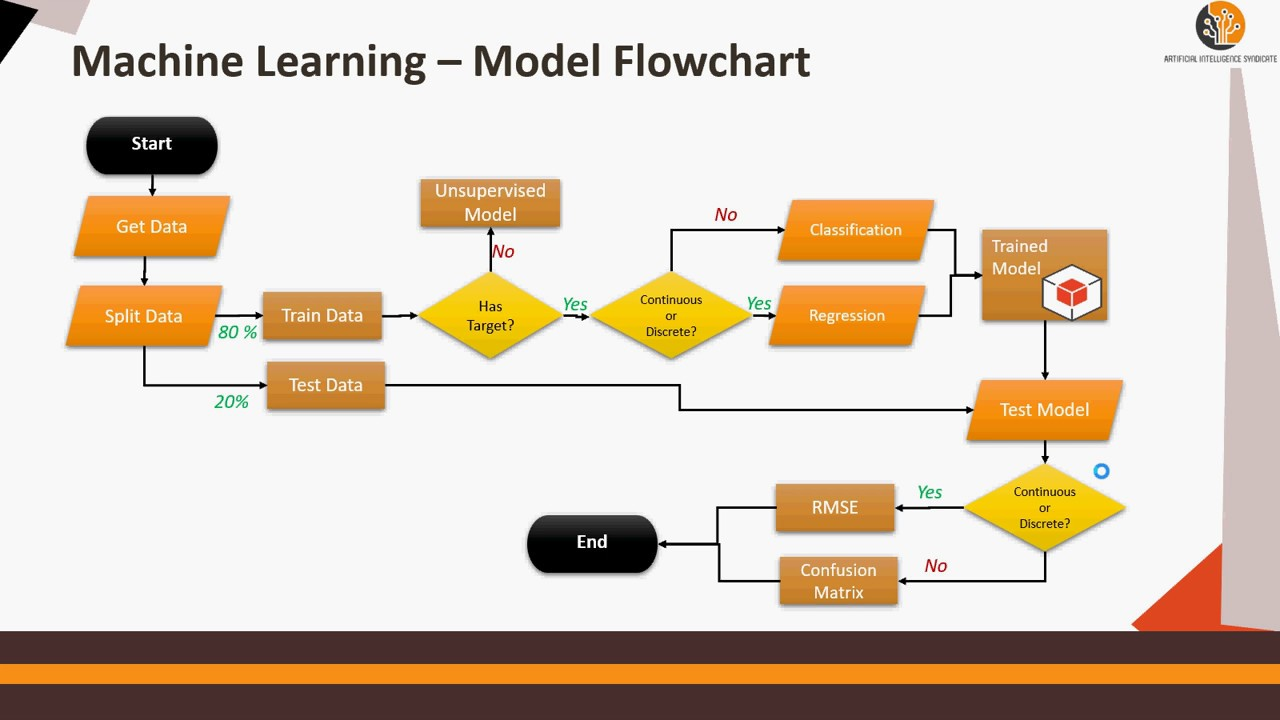 Machine Learning – Model Flowchart
ARTIFICIAL INTELLIGENCE SYNDICATE
Start
Get Data
Split Data
80 %
20%
Train Data
Test Data
Unsupervised
Model
No
Has
Target?
Yes
Continuous
or
Discrete?
No
Yes
Classification
Regression
Trained
Model
Test Model
Continuous
or
Discrete?
Yes
No
RMSE
Confusion
Matrix
End